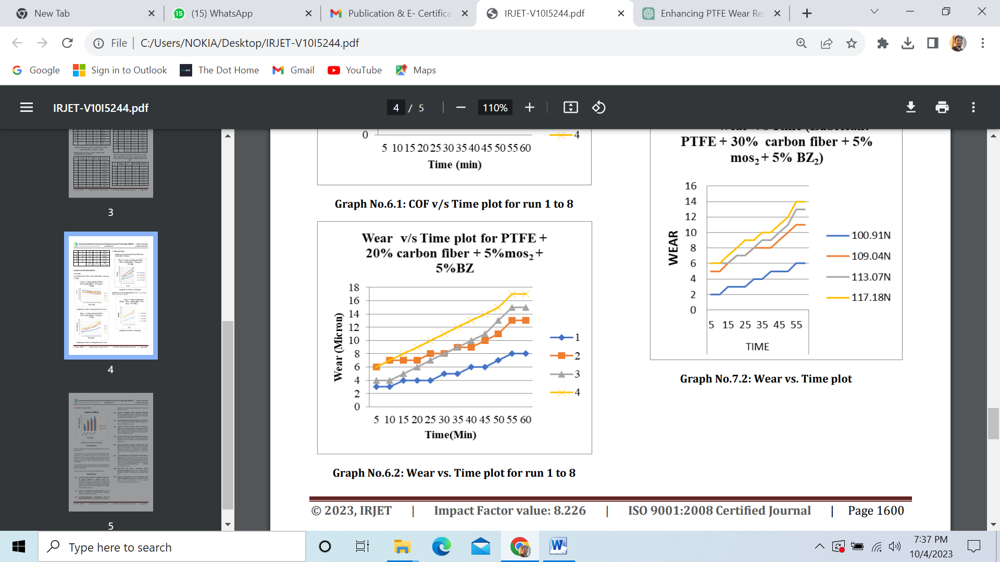 New Tab
(15) WhatsApp
Publication & E- Certifica
IRJET-V10I5244.pdf
Enhancing PTFE Wear Re
File
C:/Users/NOKIA/Desktop/IRJET-V10I5244.pdf
Google
Sign in to Outlook
The Dot Home
Gmail
YouTube
Maps
IRJET-V10I5244.pdf
4 / 5
110%
3
4
5
0
4
5 10 15 20 25 30 35 40 45 50 55 60
Time (min)
Graph No.6.1: COF v/s Time plot for run 1 to 8
Wear v/s Time plot for PTFE +
20% carbon fiber + 5%mos₂ +
5%BZ
18
16
14
12
10
8
6
4
2
0
Wear (Micron)
5 10 15 20 25 30 35 40 45 50 55 60
Time(Min)
1
2
3
4
Graph No.6.2: Wear vs. Time plot for run 1 to 8
PTFE + 30% carbon fiber + 5%
mos₂ + 5% BZ₂)
16
14
12
10
8
6
4
2
0
WEAR
5 15 25 35 45 55
TIME
100.91N
109.04N
113.07N
117.18N
Graph No.7.2: Wear vs. Time plot
© 2023, IRJET | Impact Factor value: 8.226 | ISO 9001:2008 Certified Journal | Page 1600
Type here to search
7:37 PM
10/4/2023